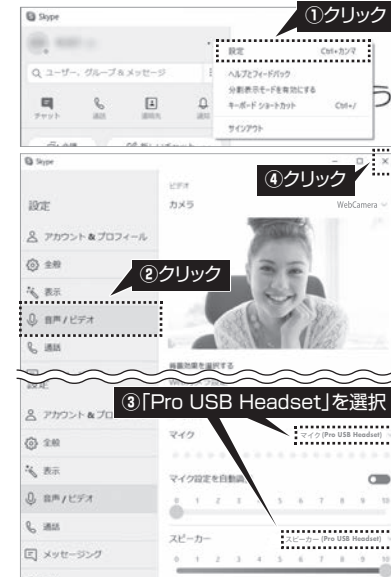 Skype
①クリック
設定 Ctrl+カンマ
ヘルプとフィードバック
分割表示モードを有効にする
キーボード ショートカット Ctrl+/
サインアウト
ユーザー、グループ & メッセージ
チャット 通話 連絡先 通知
Skype
④クリック
設定
ビデオ
カメラ WebCamera
アカウント & プロフィール
全般
②クリック
表示
音声 / ビデオ
通話
背景効果を選択する
③「Pro USB Headset」を選択
アカウント & プロ
全般
マイク マイク (Pro USB Headset)
表示
マイク設定を自動調
音声 / ビデオ
0 1 2 3 5 6 7 8 9 10
通話
スピーカー スピーカー (Pro USB Headset)
メッセージング
0 1 2 3 4 5 6 7 8 9 10